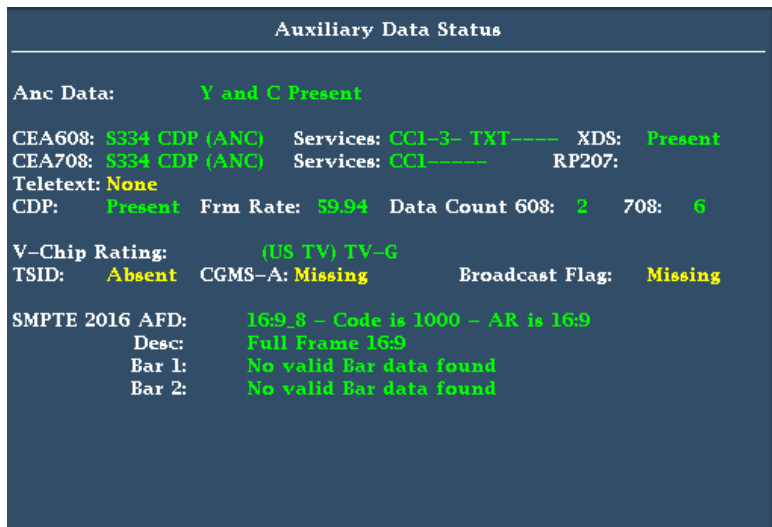 Auxiliary Data Status
Anc Data: Y and C Present
CEA608: S334 CDP (ANC) Services: CC1-3- TXT---- XDS: Present
CEA708: S334 CDP (ANC) Services: CC1----- RP207:
Teletext: None
CDP: Present Frm Rate: 59.94 Data Count 608: 2 708: 6
V-Chip Rating: (US TV) TV-G
TSID: Absent CGMS-A: Missing Broadcast Flag: Missing
SMPTE 2016 AFD: 16:9_8 - Code is 1000 - AR is 16:9
Desc: Full Frame 16:9
Bar 1: No valid Bar data found
Bar 2: No valid Bar data found